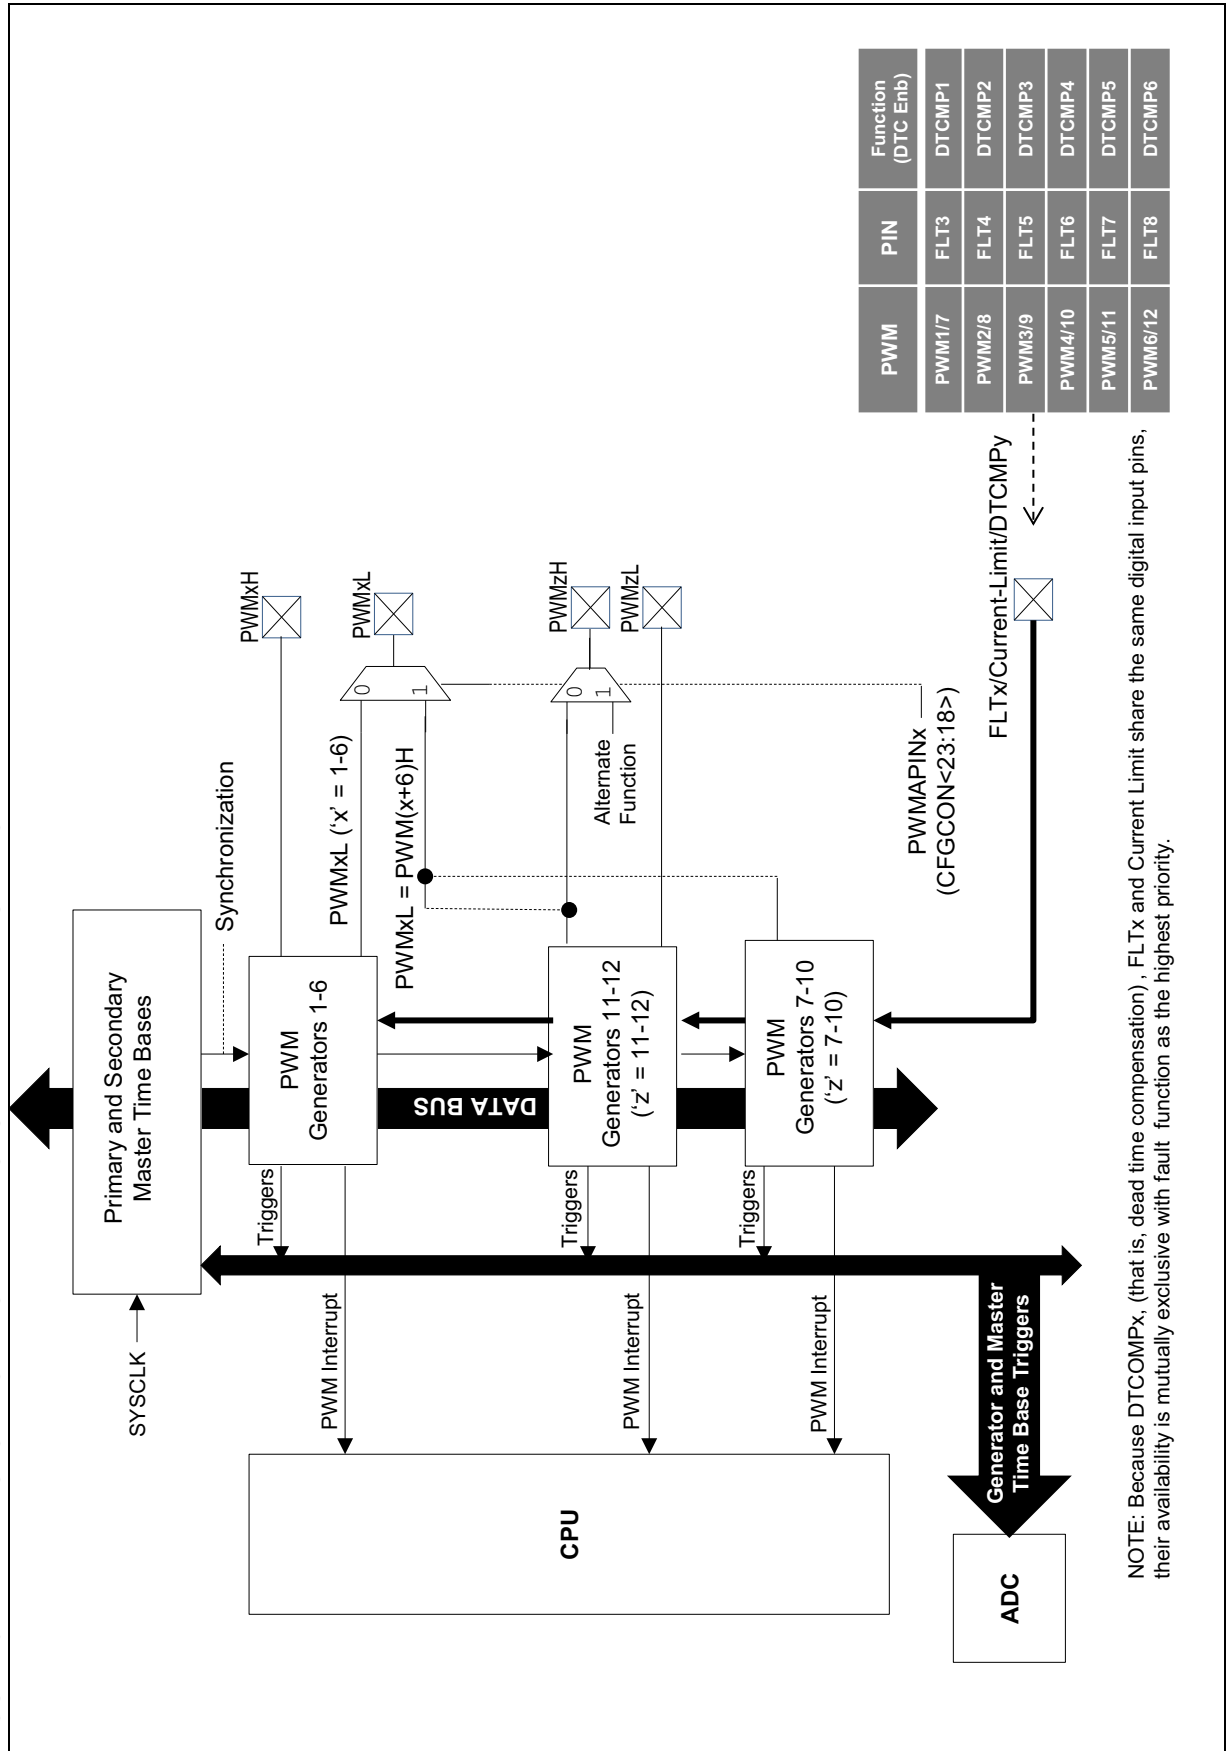 Primary and Secondary
Master Time Bases
SYSCLK
Synchronization
PWM
Generators 1-6
Triggers
PWM Interrupt
PWMxH
PWMxL (‘x’ = 1-6)
0
1
PWMxL
PWMxL = PWM(x+6)H
DATA BUS
CPU
PWM
Generators 11-12
(‘z’ = 11-12)
Triggers
PWM Interrupt
0
1
PWMzH
Alternate
Function
PWMzL
PWM
Generators 7-10
(‘z’ = 7-10)
Triggers
PWM Interrupt
PWMAPINx
(CFGCON<23:18>)
FLTx/Current-Limit/DTCMPy
Generator and Master
Time Base Triggers
ADC
PWM PIN Function
(DTC Enb)
PWM1/7 FLT3 DTCMP1
PWM2/8 FLT4 DTCMP2
PWM3/9 FLT5 DTCMP3
PWM4/10 FLT6 DTCMP4
PWM5/11 FLT7 DTCMP5
PWM6/12 FLT8 DTCMP6
NOTE: Because DTCOMPx, (that is, dead time compensation) , FLTx and Current Limit share the same digital input pins,
their availability is mutually exclusive with fault function as the highest priority.